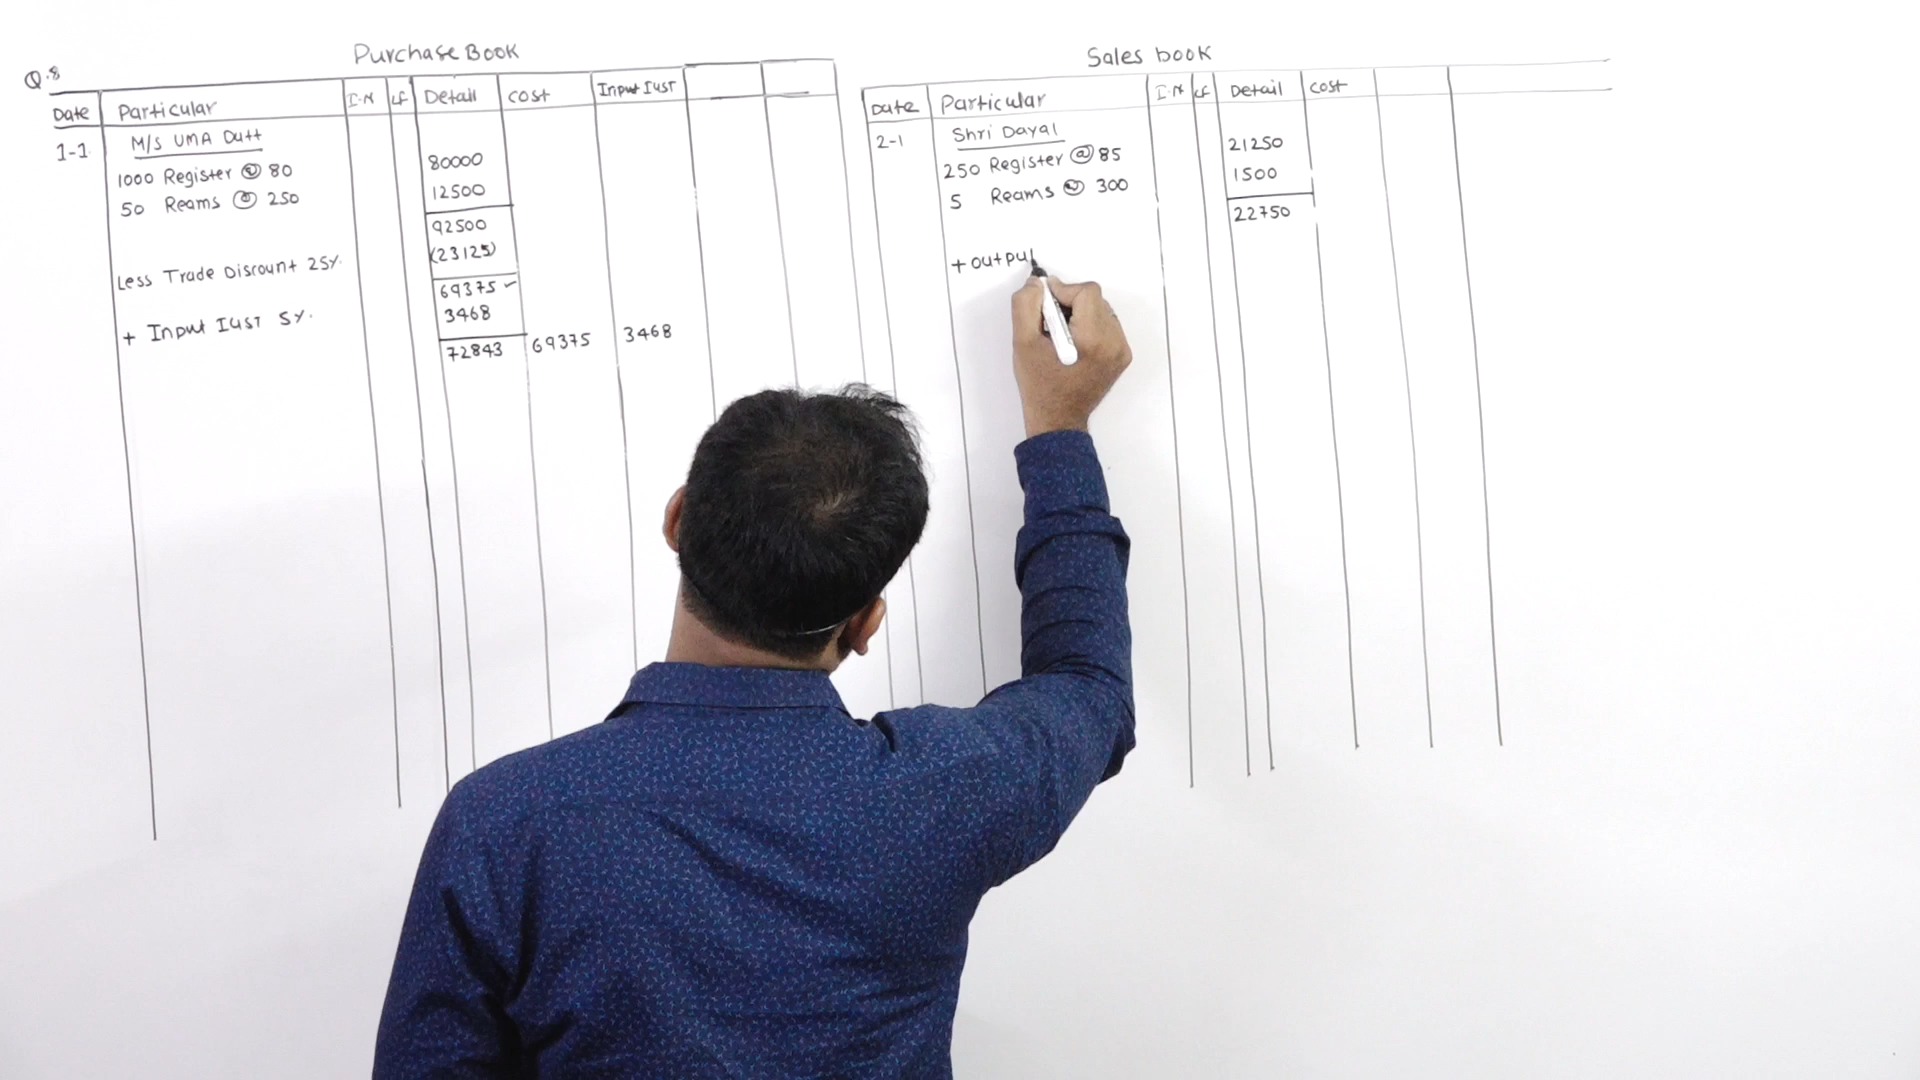 Q.8
Purchase Book
Date Particular I.N LF Detail Cost Input IGST
1-1 M/s UMA Dutt
1000 Register @ 80 80000
50 Reams @ 250 12500
92500
Less Trade Discount 25%. (23125)
69375 ✓
+ Input IGST 5%. 3468
72843 69375 3468
Sales book
Date Particular I.N LF Detail Cost
2-1 Shri Dayal
250 Register @ 85 21250
5 Reams @ 300 1500
22750
+ outpu